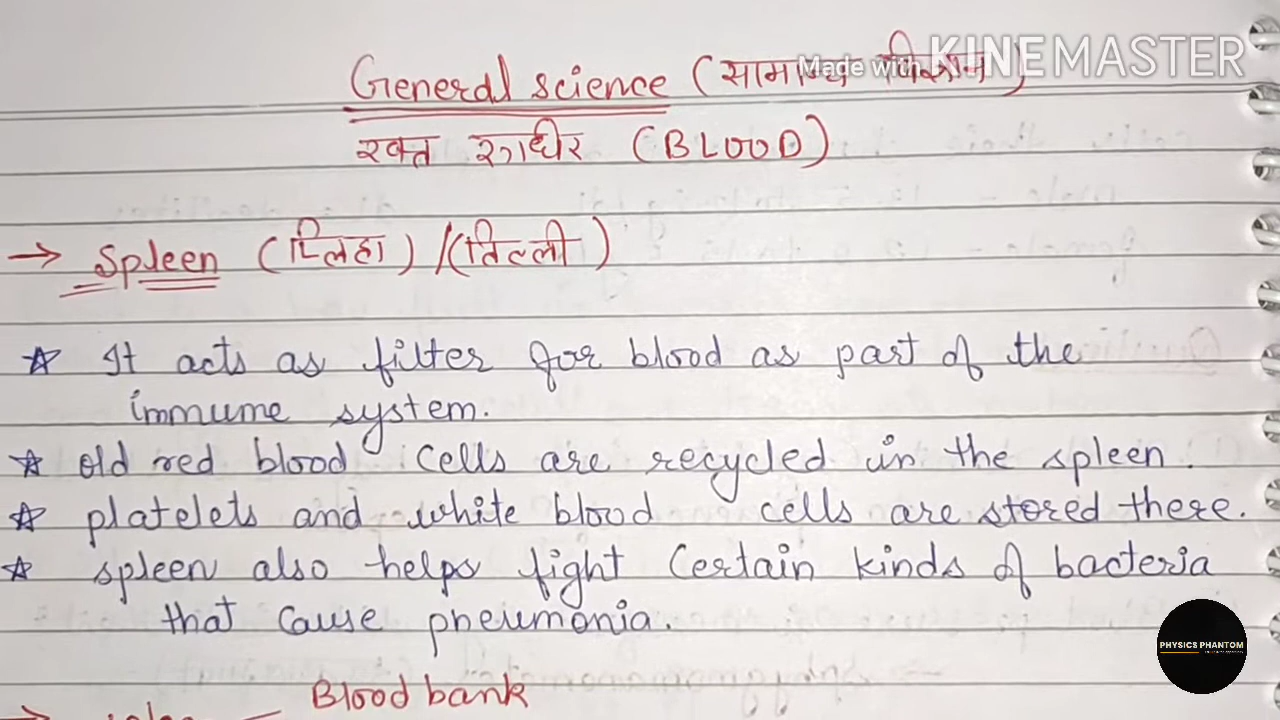 Made with KINEMASTER
General science (सामान्य विज्ञान)
रक्त रुधीर (BLOOD)
→ Spleen (प्लिहा) / (तिल्ली)
☆ It acts as filter for blood as part of the
immume system.
☆ old red blood cells are recycled in the spleen.
☆ platelets and white blood cells are stored there.
☆ spleen also helps fight certain kinds of bacteria
that cause pneumonia.
PHYSICS PHANTOM
Blood bank
→